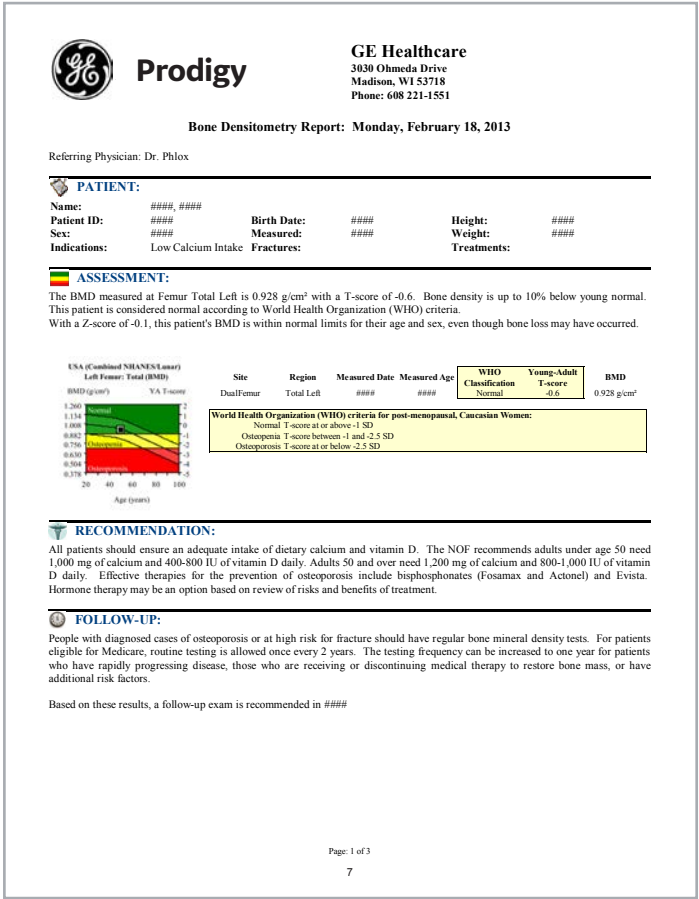 GE Healthcare
3030 Ohmeda Drive
Madison, WI 53718
Phone: 608 221-1551
GE
Prodigy
Bone Densitometry Report: Monday, February 18, 2013
Referring Physician: Dr. Phlox
PATIENT:
Name: ####, ####
Patient ID: #### Birth Date: #### Height: ####
Sex: #### Measured: #### Weight: ####
Indications: Low Calcium Intake Fractures: Treatments:
ASSESSMENT:
The BMD measured at Femur Total Left is 0.928 g/cm² with a T-score of -0.6. Bone density is up to 10% below young normal.
This patient is considered normal according to World Health Organization (WHO) criteria.
With a Z-score of -0.1, this patient's BMD is within normal limits for their age and sex, even though bone loss may have occurred.
USA (Combined NHANES/Lunar)
Left Femur: Total (BMD)
BMD (g/cm²) YA T-score
1.260 Normal 2
1.134 1
1.008 0
0.882 -1
0.756 Osteopenia -2
0.630 -3
0.504 Osteoporosis -4
0.378 -5
20 40 60 80 100
Age (years)
Site Region Measured Date Measured Age WHO Classification Young-Adult T-score BMD
DualFemur Total Left #### #### Normal -0.6 0.928 g/cm²
World Health Organization (WHO) criteria for post-menopausal, Caucasian Women:
Normal T-score at or above -1 SD
Osteopenia T-score between -1 and -2.5 SD
Osteoporosis T-score at or below -2.5 SD
RECOMMENDATION:
All patients should ensure an adequate intake of dietary calcium and vitamin D. The NOF recommends adults under age 50 need
1,000 mg of calcium and 400-800 IU of vitamin D daily. Adults 50 and over need 1,200 mg of calcium and 800-1,000 IU of vitamin
D daily. Effective therapies for the prevention of osteoporosis include bisphosphonates (Fosamax and Actonel) and Evista.
Hormone therapy may be an option based on review of risks and benefits of treatment.
FOLLOW-UP:
People with diagnosed cases of osteoporosis or at high risk for fracture should have regular bone mineral density tests. For patients
eligible for Medicare, routine testing is allowed once every 2 years. The testing frequency can be increased to one year for patients
who have rapidly progressing disease, those who are receiving or discontinuing medical therapy to restore bone mass, or have
additional risk factors.
Based on these results, a follow-up exam is recommended in ####
Page: 1 of 3
7